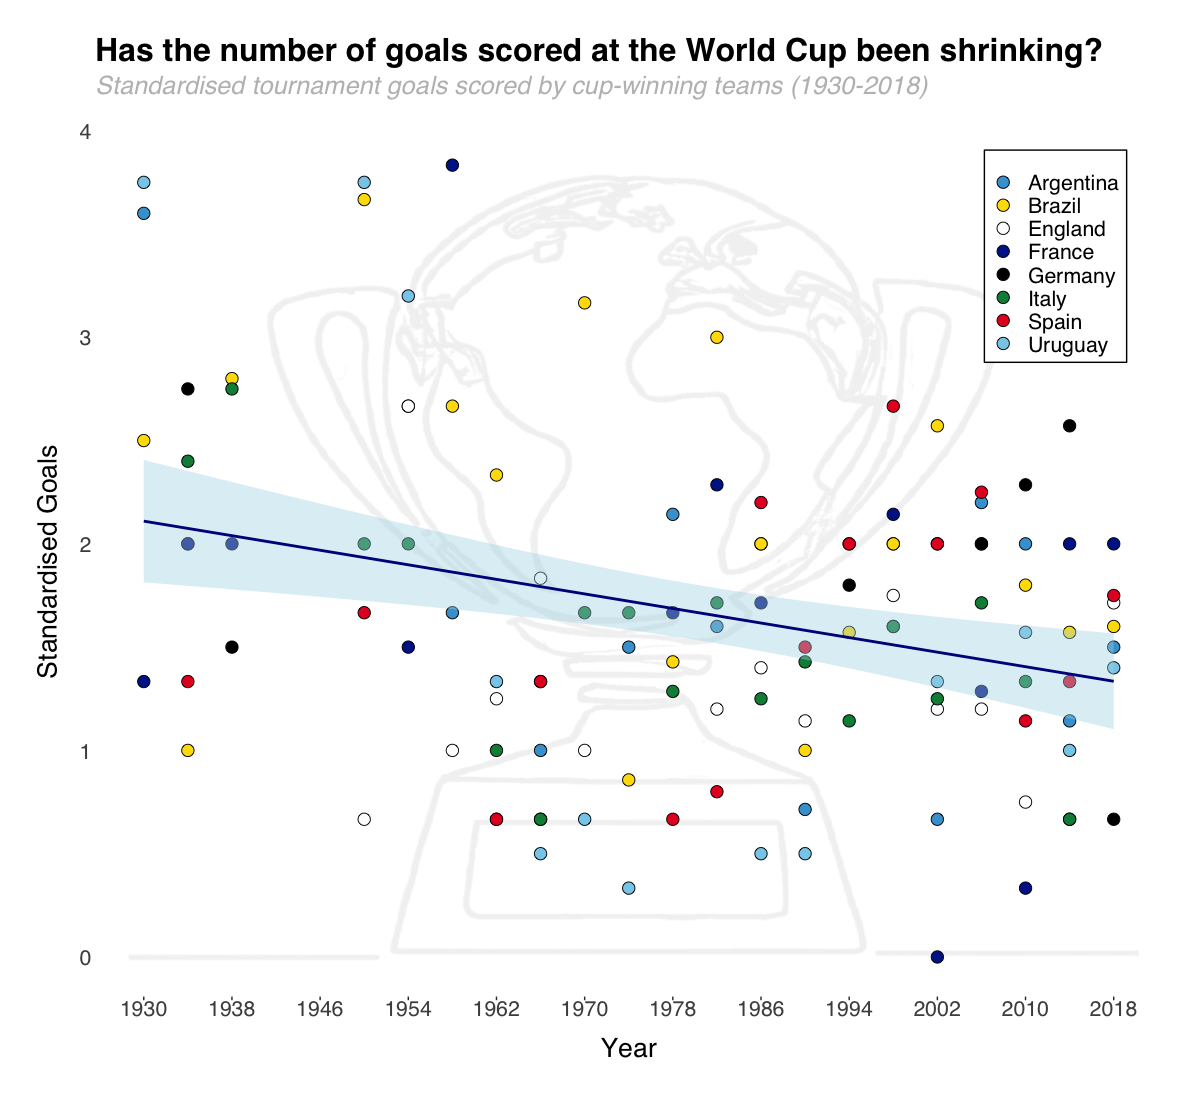 Has the number of goals scored at the World Cup been shrinking?
Standardised tournament goals scored by cup-winning teams (1930-2018)
4
3
2
1
0
Standardised Goals
Argentina
Brazil
England
France
Germany
Italy
Spain
Uruguay
1930 1938 1946 1954 1962 1970 1978 1986 1994 2002 2010 2018
Year